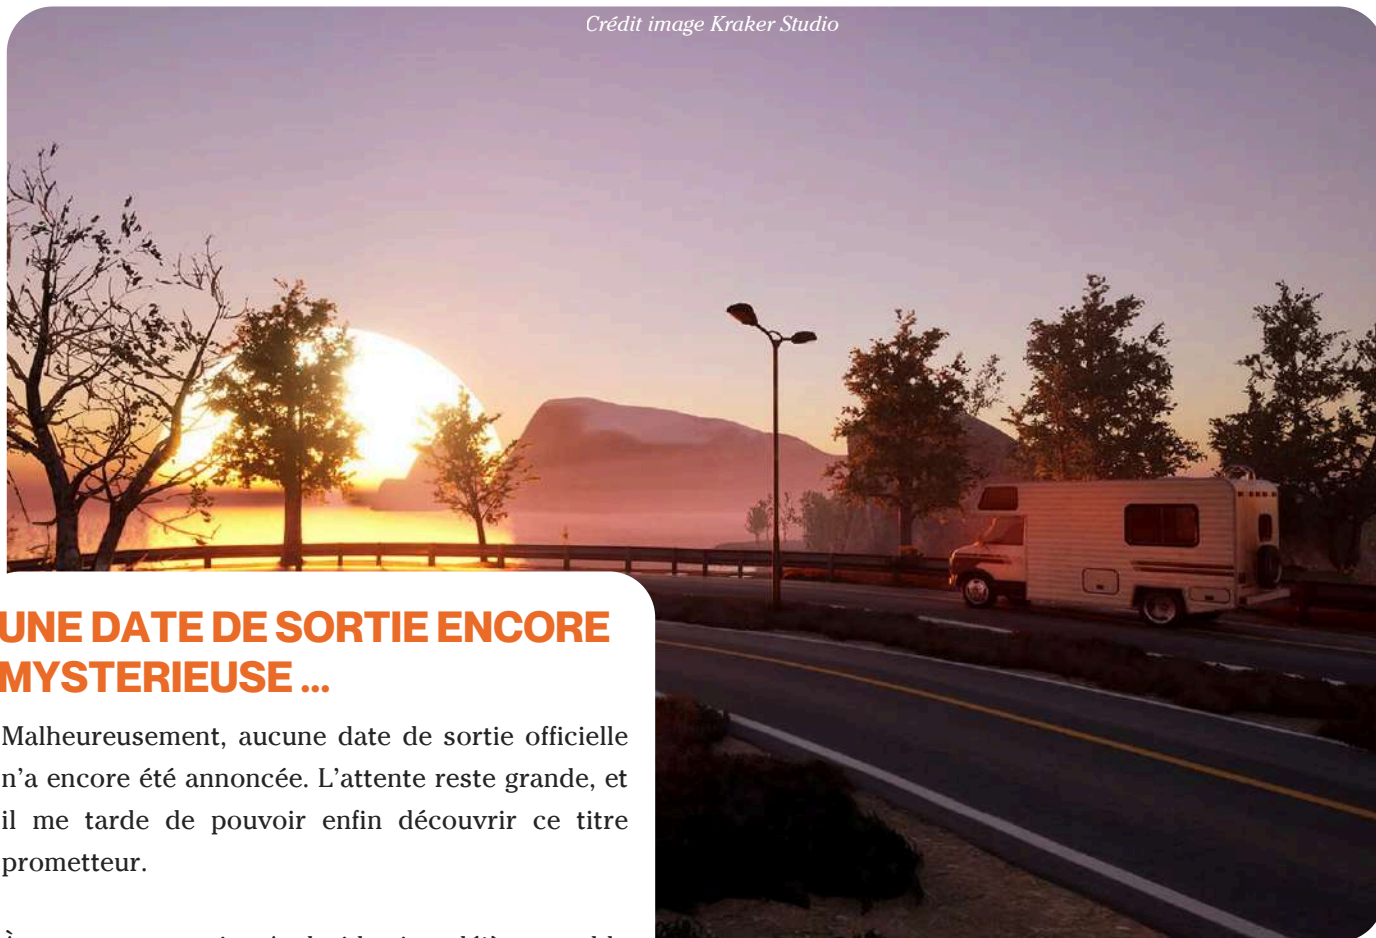 Crédit image Kraker Studio
UNE DATE DE SORTIE ENCORE
MYSTERIEUSE ...
Malheureusement, aucune date de sortie officielle
n'a encore été annoncée. L'attente reste grande, et
il me tarde de pouvoir enfin découvrir ce titre
prometteur.
À